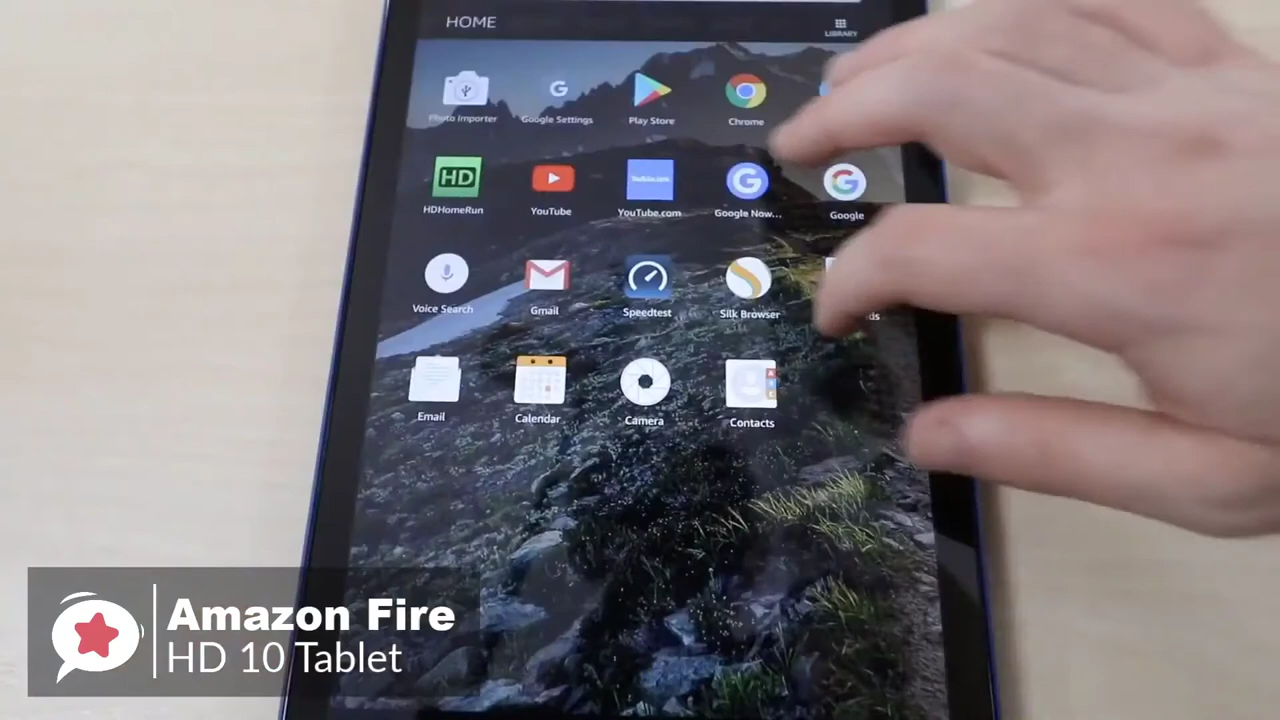 HOME
LIBRARY
Photo Importer
Google Settings
Play Store
Chrome
HD
HDHomeRun
YouTube
YouTube.com
Google Now...
Google
Voice Search
Gmail
Speedtest
Silk Browser
ds
Email
Calendar
Camera
Contacts
Amazon Fire
HD 10 Tablet